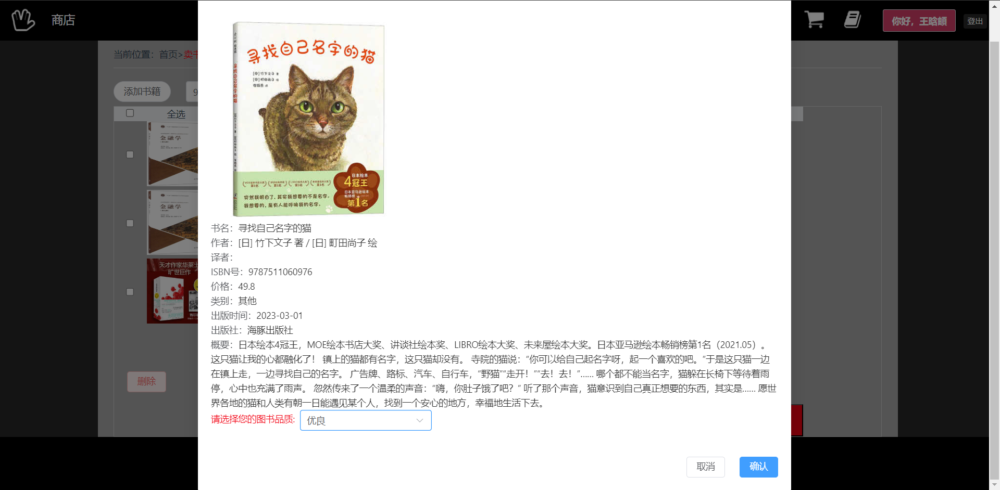 商店
你好，王晗頔
登出
当前位置：首页>卖书
添加书籍
9
全选
金融学
金融学
天才作家华莱士
旷世巨作
删除
寻找自己名字的猫
[日]竹下文子 著
[日]町田尚子 绘
寻找自己名字的猫
日本绘本
4冠王
日本亚马逊绘本
畅销榜
第1名
第1名
第1名
第1名
第1名
突然我明白了，其实我想要的不是名字。
我想要的，是有人能呼唤我的名字。
书名：寻找自己名字的猫
作者：[日] 竹下文子 著 / [日] 町田尚子 绘
译者：
ISBN号：9787511060976
价格：49.8
类别：其他
出版时间：2023-03-01
出版社：海豚出版社
概要：日本绘本4冠王，MOE绘本书店大奖、讲谈社绘本奖、LIBRO绘本大奖、未来屋绘本大奖。日本亚马逊绘本畅销榜第1名（2021.05）。
这只猫让我的心都融化了！ 镇上的猫都有名字，这只猫却没有。 寺院的猫说：“你可以给自己起名字呀，起一个喜欢的吧。”于是这只猫一边
在镇上走，一边寻找自己的名字。 广告牌、路标、汽车、自行车，“野猫”“走开！”“去！去！”…… 哪个都不能当名字，猫躲在长椅下等待着雨
停，心中也充满了雨声。 忽然传来了一个温柔的声音：“嗨，你肚子饿了吧？” 听了那个声音，猫意识到自己真正想要的东西，其实是…… 愿世
界各地的猫和人类有朝一日能遇见某个人，找到一个安心的地方，幸福地生活下去。
请选择您的图书品质:
优良
取消
确认